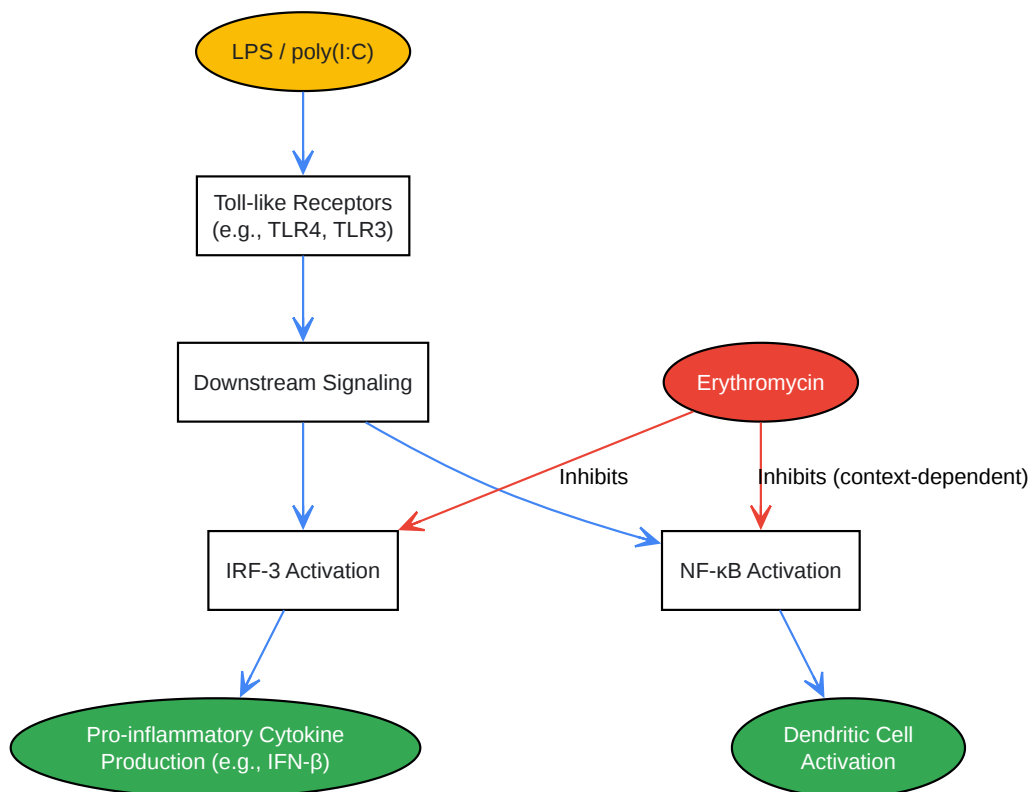 LPS / poly(I:C)
Toll-like Receptors
(e.g., TLR4, TLR3)
Downstream Signaling
Erythromycin
Inhibits
Inhibits (context-dependent)
IRF-3 Activation
NF-κB Activation
Pro-inflammatory Cytokine
Production (e.g., IFN-β)
Dendritic Cell
Activation